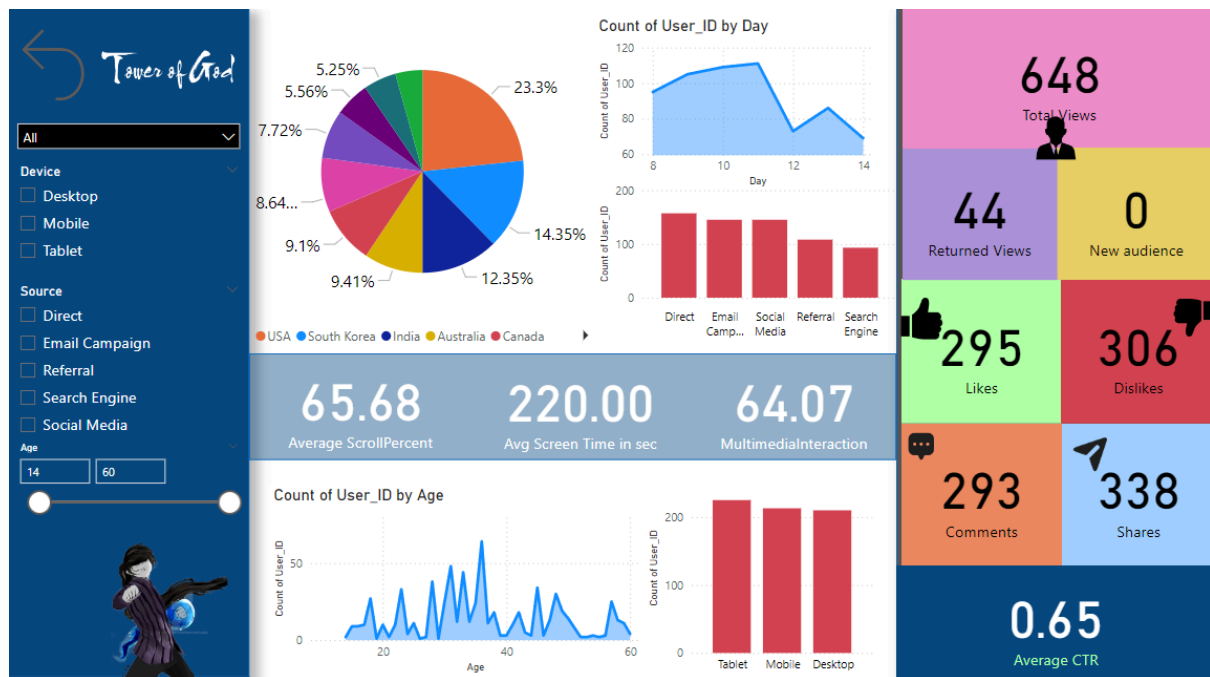 Tower of God
All
Device
Desktop
Mobile
Tablet
Source
Direct
Email Campaign
Referral
Search Engine
Social Media
Age
14
60
5.25%
5.56%
7.72%
8.64...
9.1%
9.41%
12.35%
14.35%
23.3%
USA South Korea India Australia Canada
Count of User_ID by Day
Count of User_ID
120
100
80
60
8 10 12 14
Day
Count of User_ID
200
100
0
Direct Email Camp... Social Media Referral Search Engine
65.68
Average ScrollPercent
220.00
Avg Screen Time in sec
64.07
MultimediaInteraction
Count of User_ID by Age
Count of User_ID
50
0
20 40 60
Age
Count of User_ID
200
100
0
Tablet Mobile Desktop
648
Total Views
44
Returned Views
0
New audience
295
Likes
306
Dislikes
293
Comments
338
Shares
0.65
Average CTR